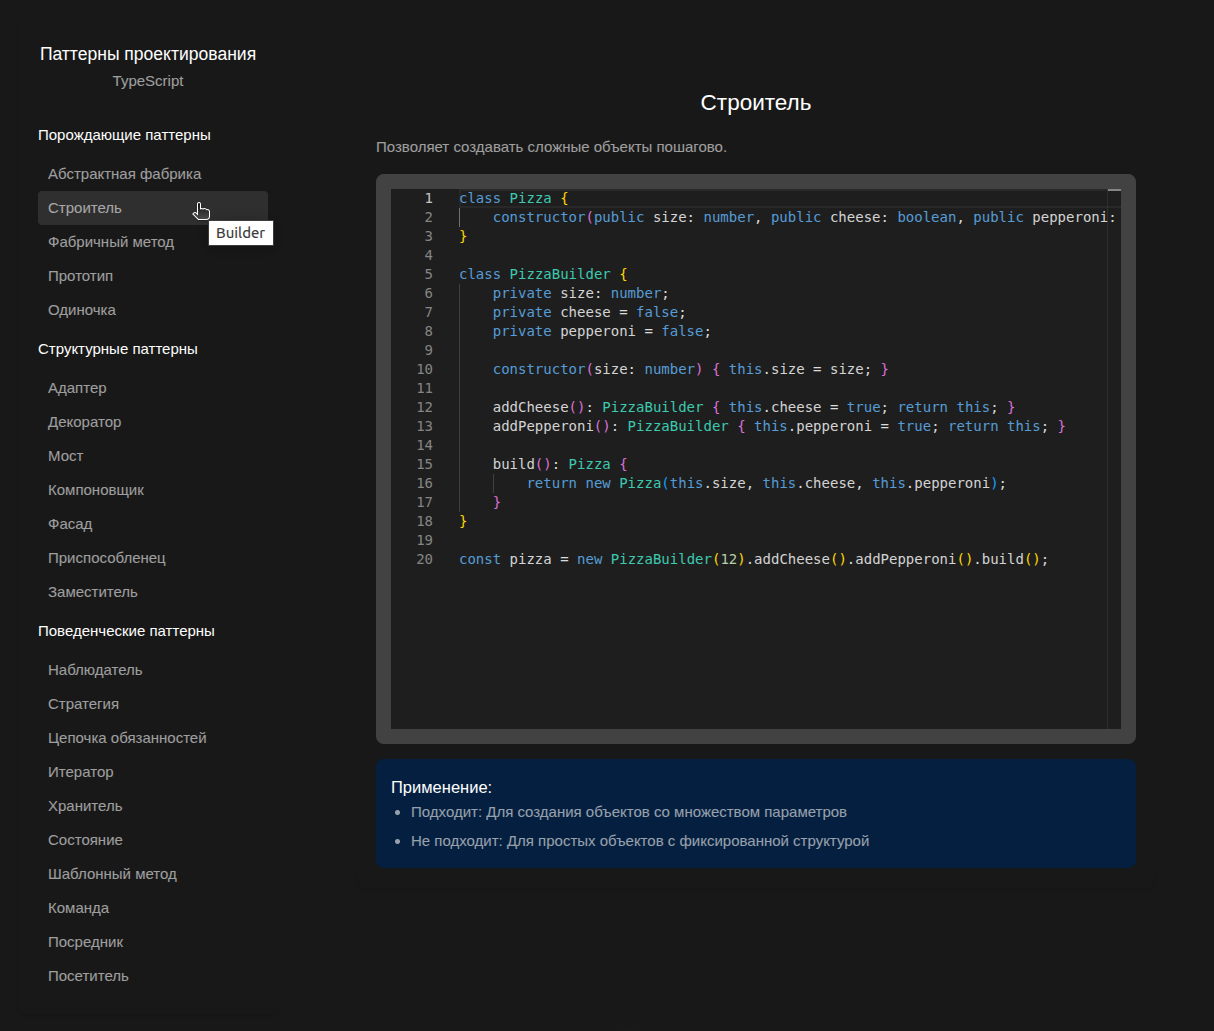 Паттерны проектирования
TypeScript
Порождающие паттерны
Абстрактная фабрика
Строитель
Builder
Фабричный метод
Прототип
Одиночка
Структурные паттерны
Адаптер
Декоратор
Мост
Компоновщик
Фасад
Приспособленец
Заместитель
Поведенческие паттерны
Наблюдатель
Стратегия
Цепочка обязанностей
Итератор
Хранитель
Состояние
Шаблонный метод
Команда
Посредник
Посетитель
Строитель
Позволяет создавать сложные объекты пошагово.
1 class Pizza {
2     constructor(public size: number, public cheese: boolean, public pepperoni:
3 }
4
5 class PizzaBuilder {
6     private size: number;
7     private cheese = false;
8     private pepperoni = false;
9
10     constructor(size: number) { this.size = size; }
11
12     addCheese(): PizzaBuilder { this.cheese = true; return this; }
13     addPepperoni(): PizzaBuilder { this.pepperoni = true; return this; }
14
15     build(): Pizza {
16         return new Pizza(this.size, this.cheese, this.pepperoni);
17     }
18 }
19
20 const pizza = new PizzaBuilder(12).addCheese().addPepperoni().build();
Применение:
• Подходит: Для создания объектов со множеством параметров
• Не подходит: Для простых объектов с фиксированной структурой